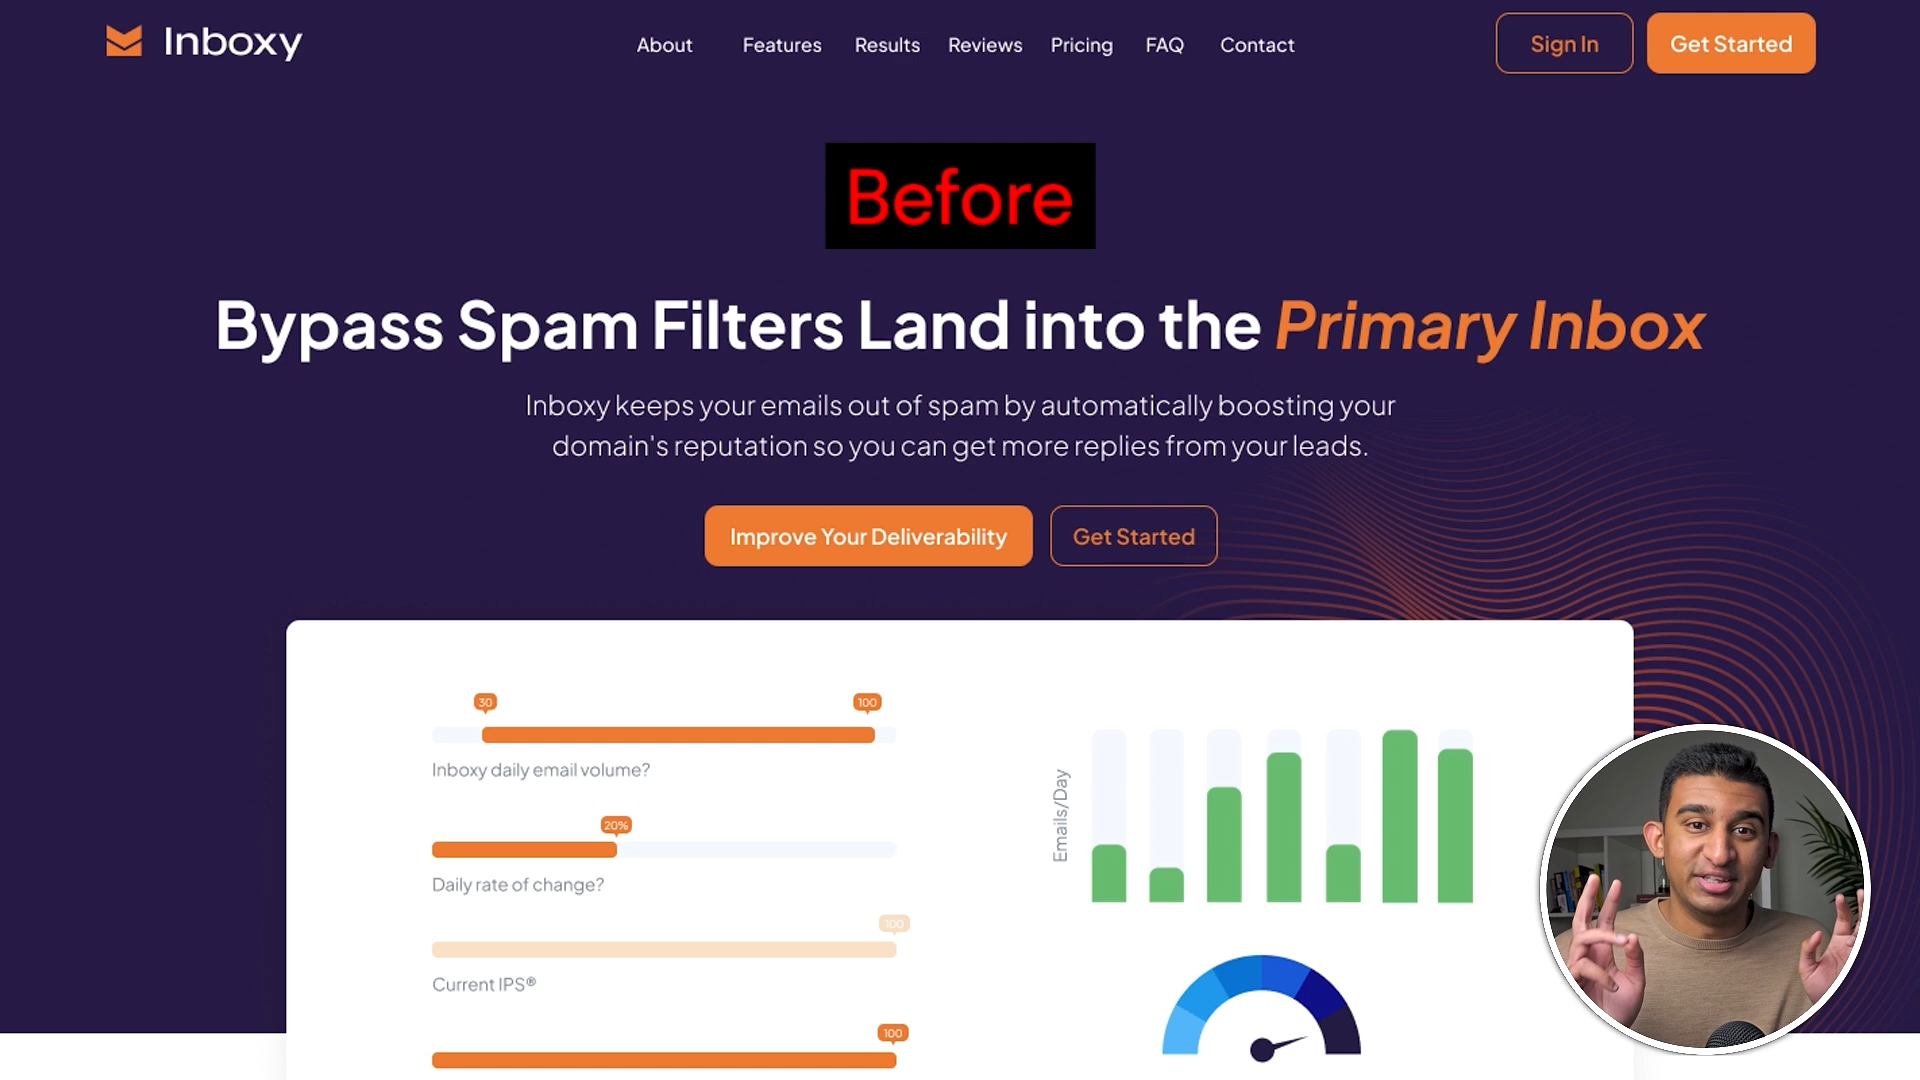 Inboxy
About Features Results Reviews Pricing FAQ Contact
Sign In
Get Started
Before
Bypass Spam Filters Land into the Primary Inbox
Inboxy keeps your emails out of spam by automatically boosting your
domain's reputation so you can get more replies from your leads.
Improve Your Deliverability
Get Started
30
100
Inboxy daily email volume?
20%
Daily rate of change?
100
Current IPS®
100
Emails/Day